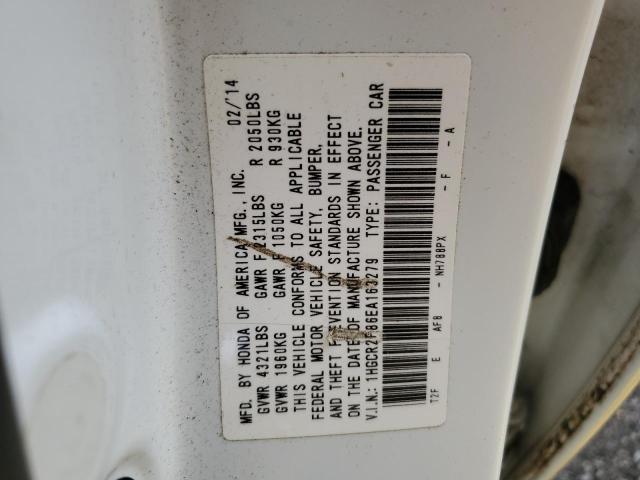 MFD. BY HONDA OF AMERICA MFG., INC. 02/'14
GVWR 4321LBS GAWR F 2315LBS R 2050LBS
GVWR 1960KG GAWR F 1050KG R 930KG
THIS VEHICLE CONFORMS TO ALL APPLICABLE
FEDERAL MOTOR VEHICLE SAFETY, BUMPER,
AND THEFT PREVENTION STANDARDS IN EFFECT
ON THE DATE OF MANUFACTURE SHOWN ABOVE.
V.I.N.: 1HGCR2F86EA163279 TYPE: PASSENGER CAR
T2F E AFB - NH788PX - F - A